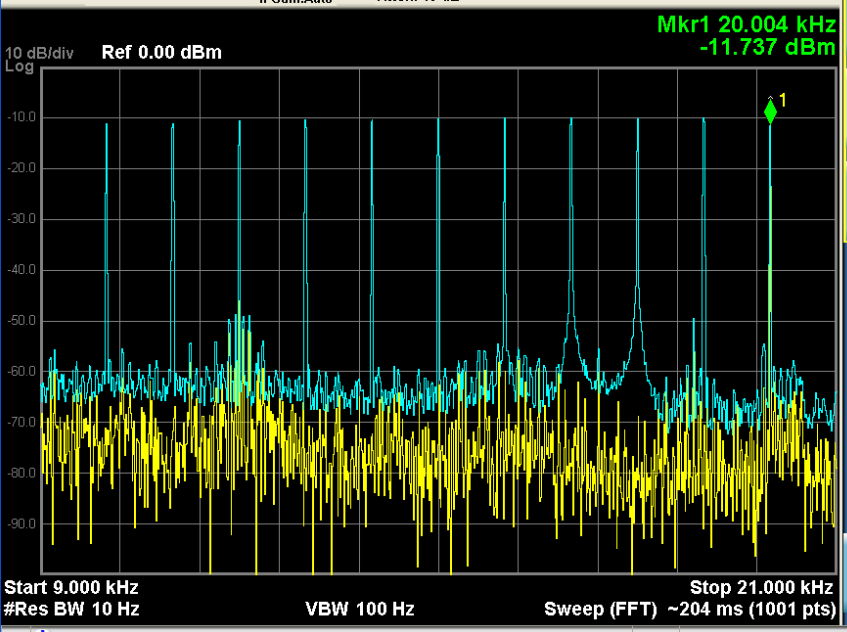 Mkr1 20.004 kHz
-11.737 dBm
10 dB/div Ref 0.00 dBm
Log
1
-10.0
-20.0
-30.0
-40.0
-50.0
-60.0
-70.0
-80.0
-90.0
Start 9.000 kHz Stop 21.000 kHz
#Res BW 10 Hz VBW 100 Hz Sweep (FFT) ~204 ms (1001 pts)